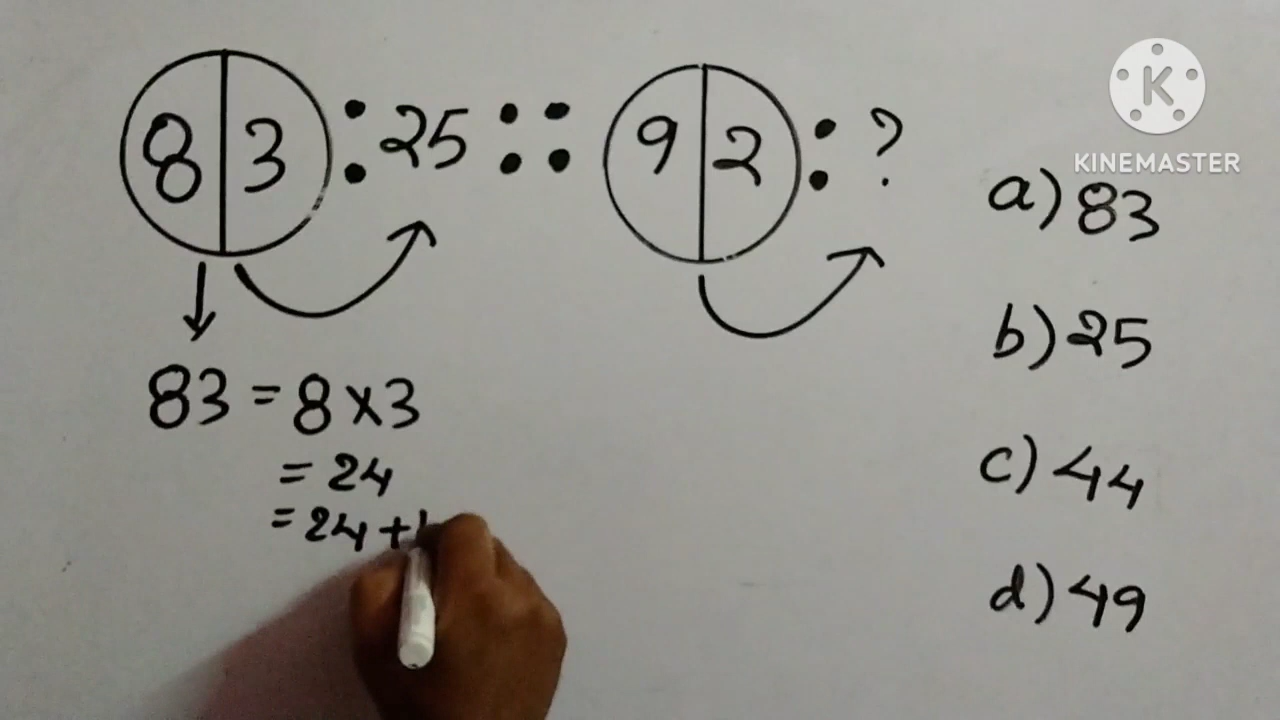 8 3 : 25 :: 9 2 : ?
K
KINEMASTER
a) 83
b) 25
83 = 8 × 3
= 24
c) 44
= 24 +
d) 49